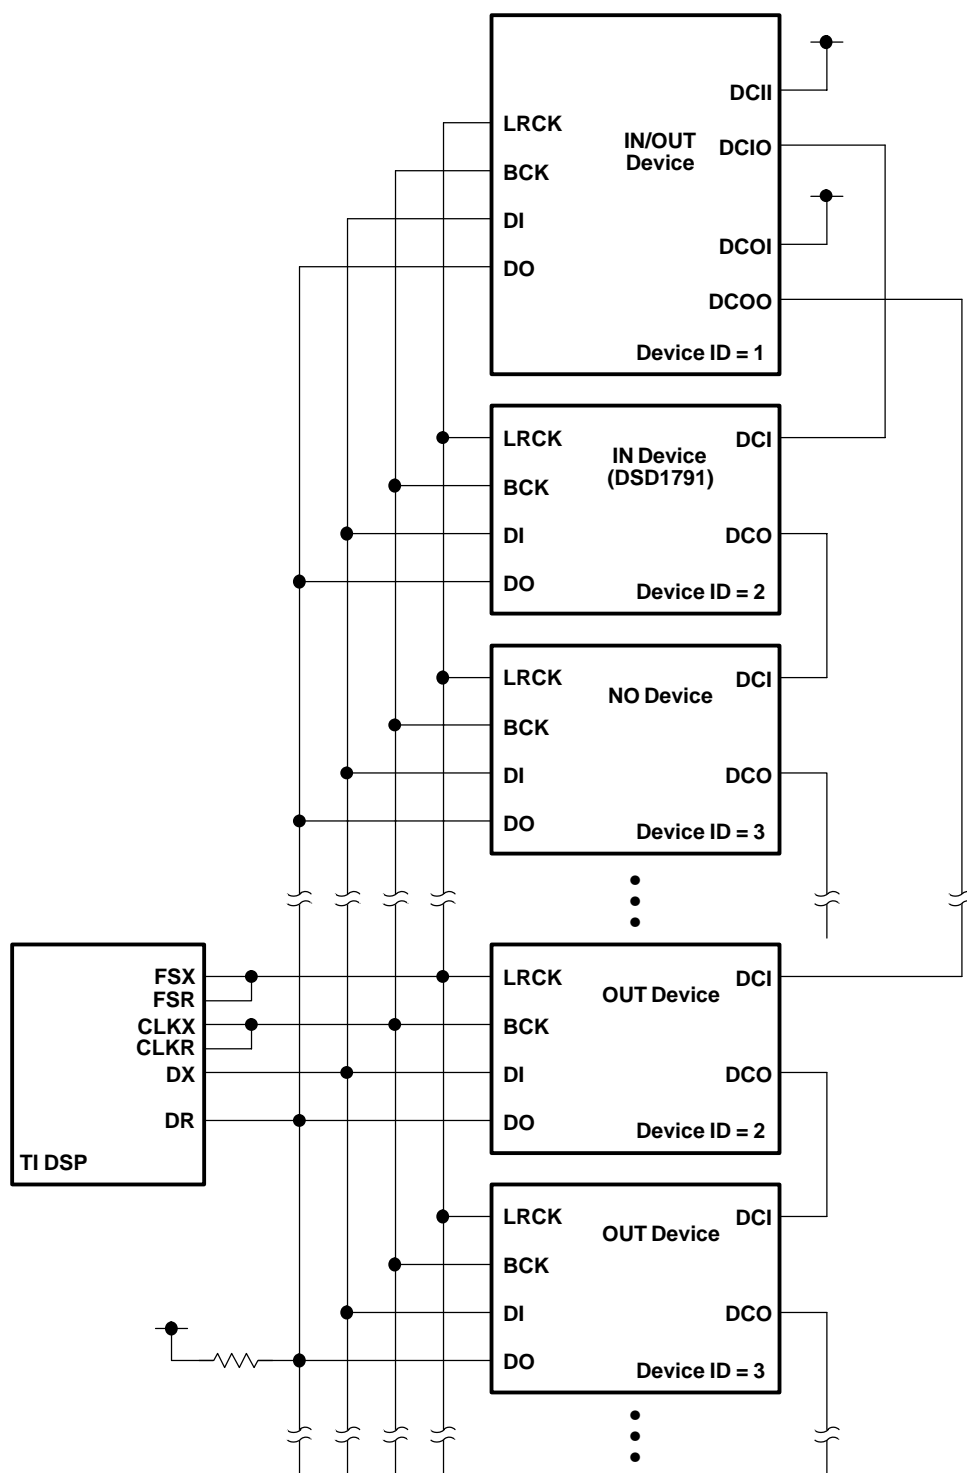 DCII
LRCK
IN/OUT
Device
DCIO
BCK
DI
DCOI
DO
DCOO
Device ID = 1
LRCK
DCI
IN Device
(DSD1791)
BCK
DI
DCO
DO
Device ID = 2
LRCK
DCI
NO Device
BCK
DI
DCO
DO
Device ID = 3
FSX
FSR
CLKX
CLKR
DX
DR
TI DSP
LRCK
DCI
OUT Device
BCK
DI
DCO
DO
Device ID = 2
LRCK
DCI
OUT Device
BCK
DI
DCO
DO
Device ID = 3